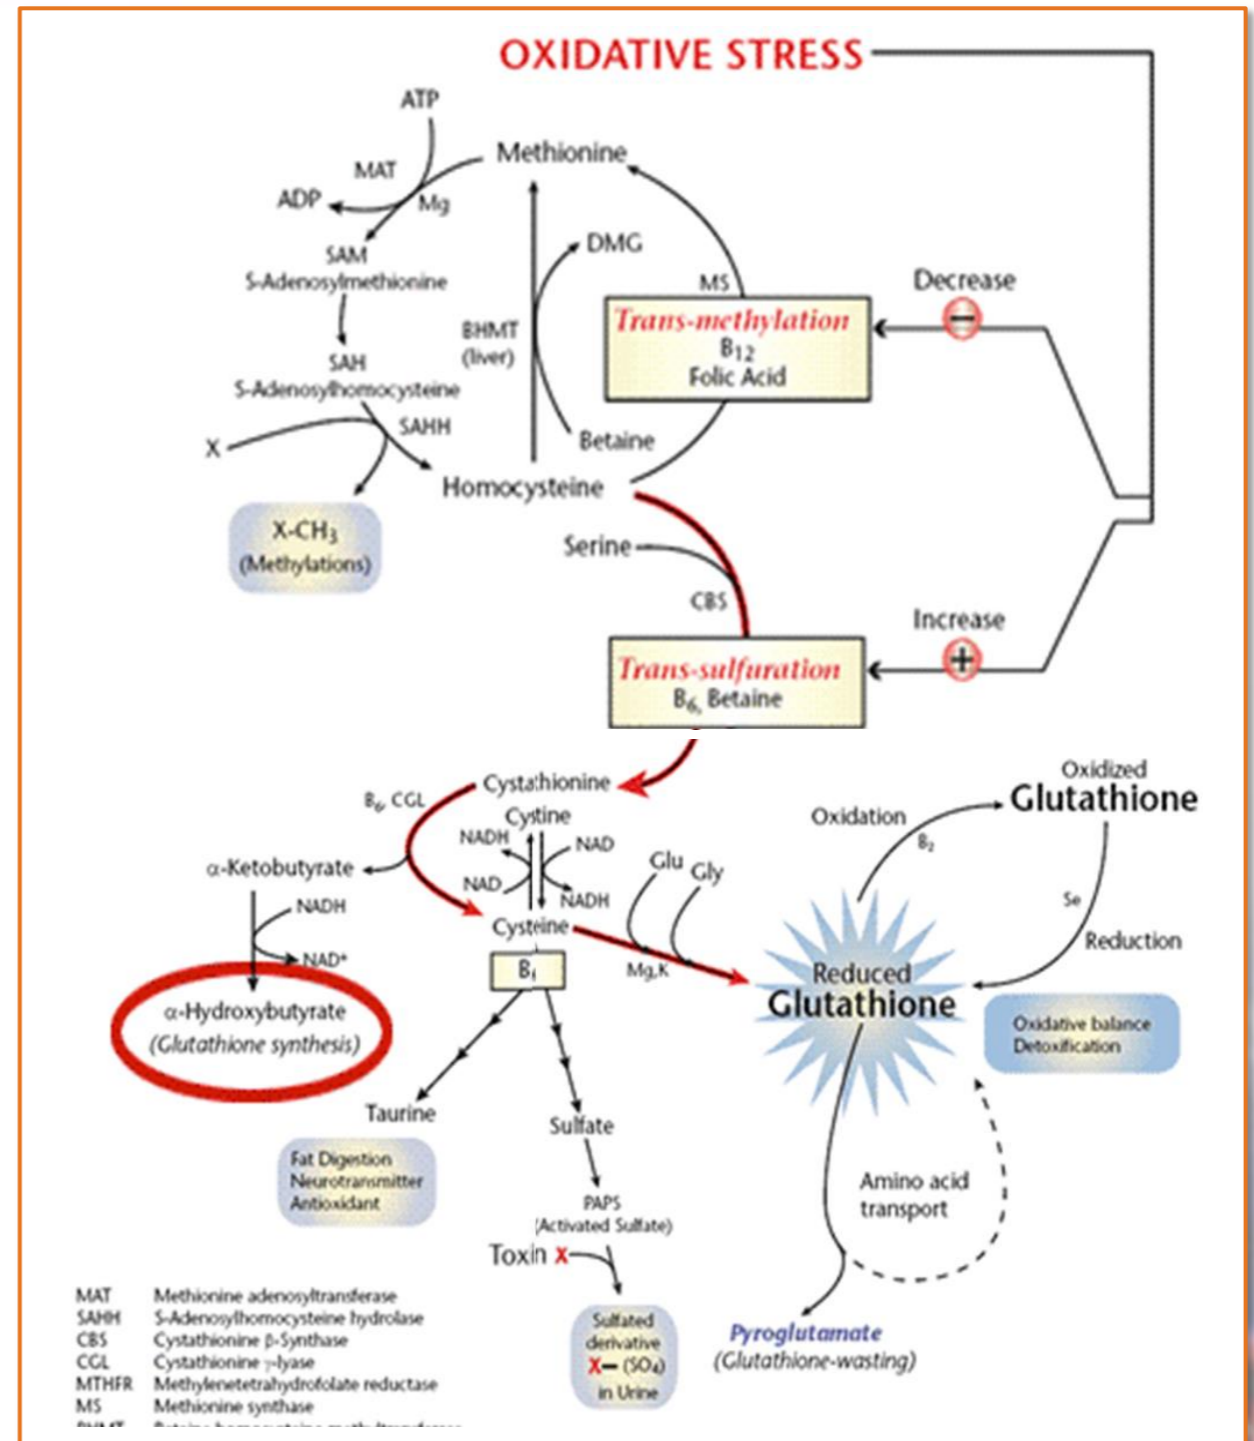 OXIDATIVE STRESS
ATP
Methionine
MAT
ADP
Mg
SAM
S-Adenosylmethionine
DMG
MS
Decrease
−
Trans-methylation
B12
Folic Acid
BHMT
(liver)
SAH
S-Adenosylhomocysteine
SAHH
X
Betaine
Homocysteine
X-CH3
(Methylations)
Serine
CBS
Increase
+
Trans-sulfuration
B6, Betaine
Cystathionine
B6, CGL
Cystine
NADH
NAD
NAD
NADH
α-Ketobutyrate
NADH
NAD+
Cysteine
Glu
Gly
Mg,K
Oxidation
B2
Oxidized
Glutathione
Se
Reduction
Reduced
Glutathione
Oxidative balance
Detoxification
α-Hydroxybutyrate
(Glutathione synthesis)
Taurine
Fat Digestion
Neurotransmitter
Antioxidant
Sulfate
PAPS
(Activated Sulfate)
Toxin X
Sulfated
derivative
X– (SO4)
in Urine
Amino acid
transport
Pyroglutamate
(Glutathione-wasting)
MAT Methionine adenosyltransferase
SAHH S-Adenosylhomocysteine hydrolase
CBS Cystathionine β-Synthase
CGL Cystathionine γ-lyase
MTHFR Methylenetetrahydrofolate reductase
MS Methionine synthase